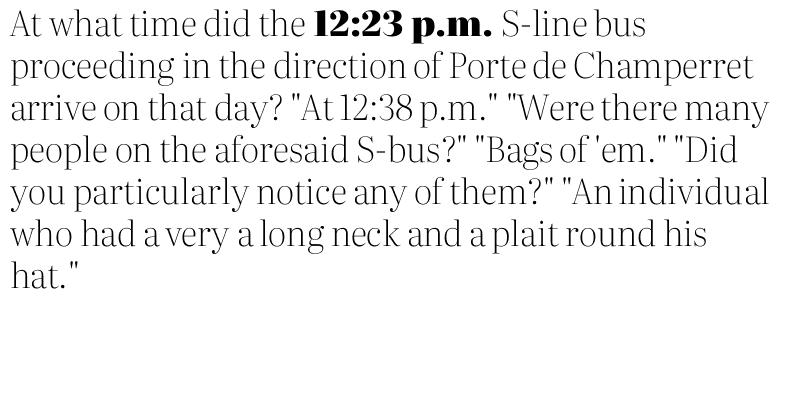 At what time did the 12:23 p.m. S-line bus
proceeding in the direction of Porte de Champerret
arrive on that day? "At 12:38 p.m." "Were there many
people on the aforesaid S-bus?" "Bags of 'em." "Did
you particularly notice any of them?" "An individual
who had a very a long neck and a plait round his
hat."